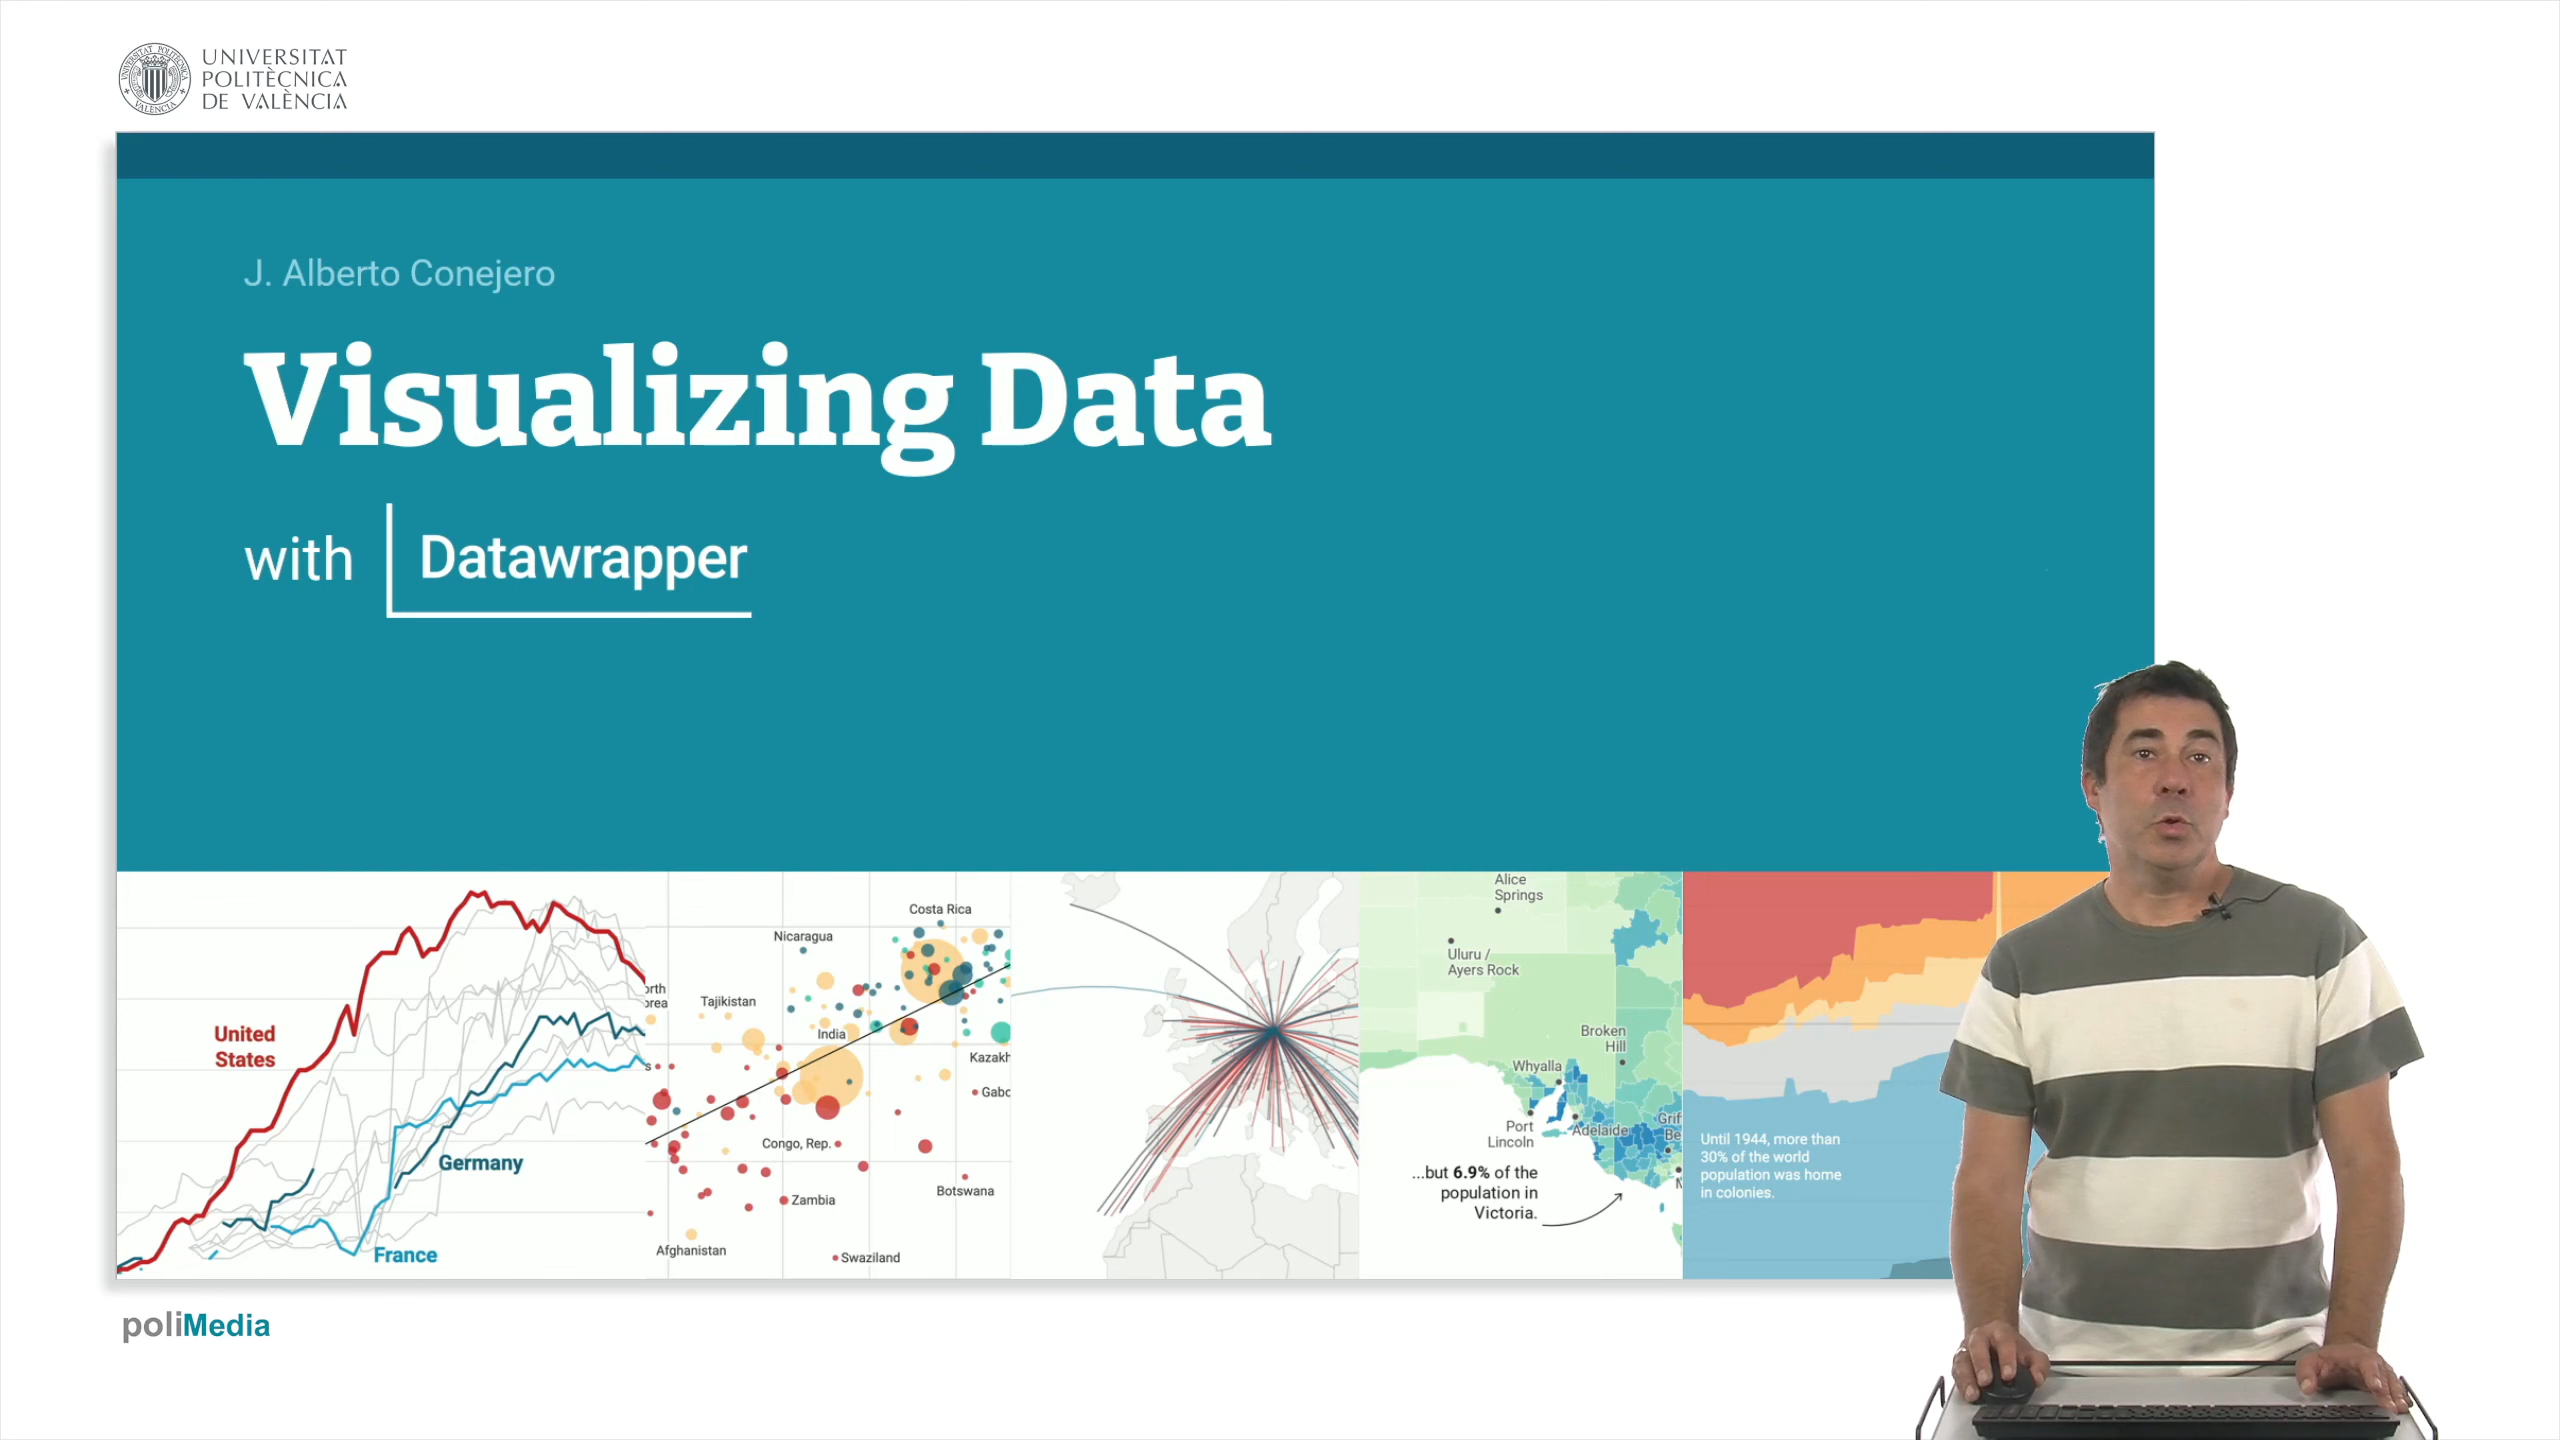 UNIVERSITAT
POLITÈCNICA
DE VALÈNCIA
J. Alberto Conejero
Visualizing Data
with Datawrapper
United
States
Germany
France
Costa Rica
Nicaragua
Tajikistan
India
Kazakh
Gabo
Congo, Rep.
Zambia
Botswana
Afghanistan
Swaziland
Alice
Springs
Uluru /
Ayers Rock
Broken
Hill
Whyalla
Port
Lincoln
Adelaide
Grif
Be
...but 6.9% of the
population in
Victoria.
Until 1944, more than
30% of the world
population was home
in colonies.
poliMedia